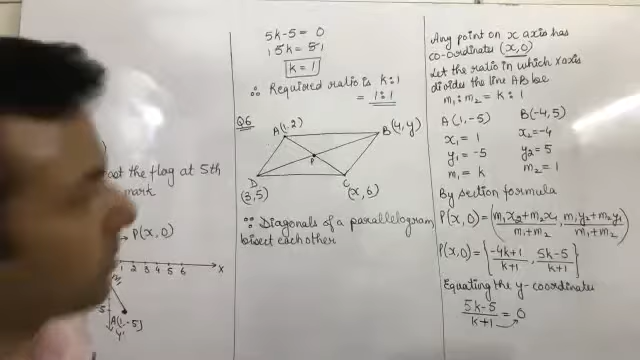 oot the flag at 5th
mark
P(x,0)
1 2 3 4 5 6 X
A(1,-5)
Y'
5k-5 = 0
5k = 5
k = 1
∴ Required ratio is k:1
= 1:1
Q6
A(1,2)
B(4,y)
P
D
(3,5)
C
(x,6)
∵ Diagonals of a parallelogram
bisect each other
Any point on x axis has
co-ordinates (x,0)
Let the ratio in which x axis
divides the line AB be
m₁:m₂ = k:1
A(1,-5) B(-4,5)
x₁ = 1 x₂ = -4
y₁ = -5 y₂ = 5
m₁ = k m₂ = 1
By section formula
P(x,0) = (m₁x₂+m₂x₁/m₁+m₂, m₁y₂+m₂y₁/m₁+m₂)
P(x,0) = {-4k+1/k+1, 5k-5/k+1}
Equating the y-coordinates
5k-5/k+1 = 0